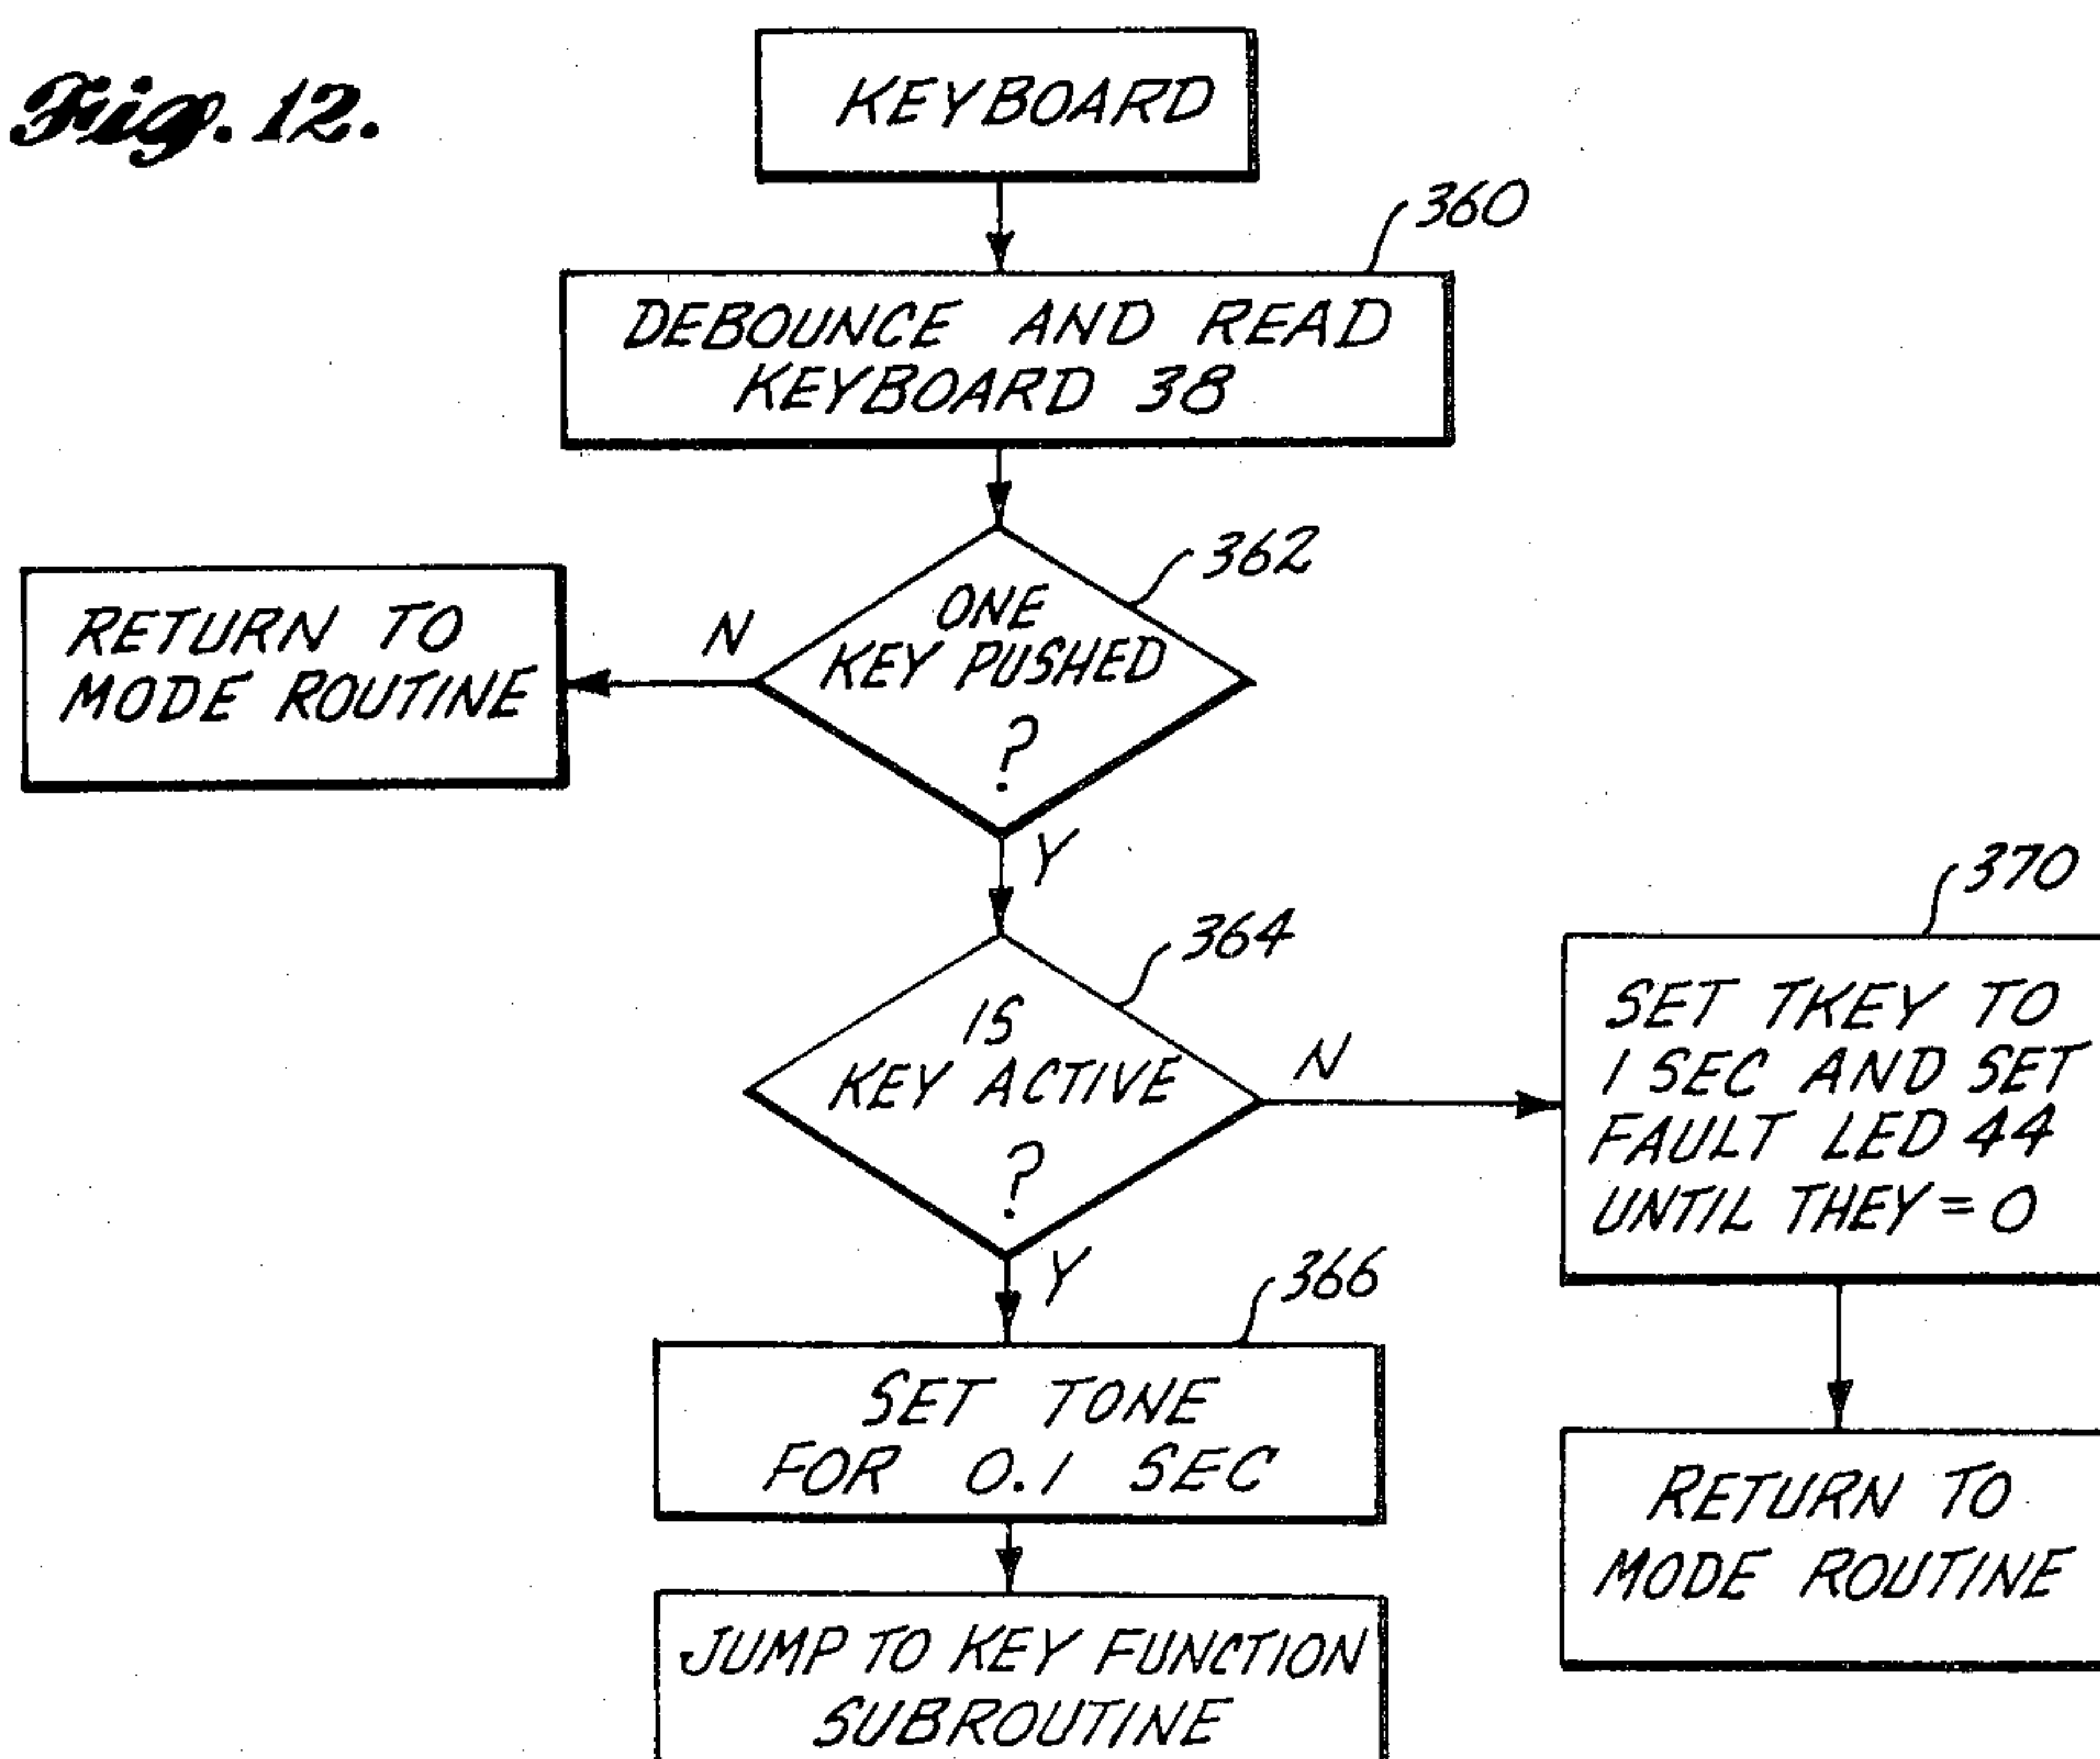 Fig. 12.
KEYBOARD
360
DEBOUNCE AND READ
KEYBOARD 38
362
ONE
KEY PUSHED
?
N
RETURN TO
MODE ROUTINE
Y
364
IS
KEY ACTIVE
?
N
370
SET TKEY TO
1 SEC AND SET
FAULT LED 44
UNTIL THEY = 0
Y
366
SET TONE
FOR 0.1 SEC
RETURN TO
MODE ROUTINE
JUMP TO KEY FUNCTION
SUBROUTINE